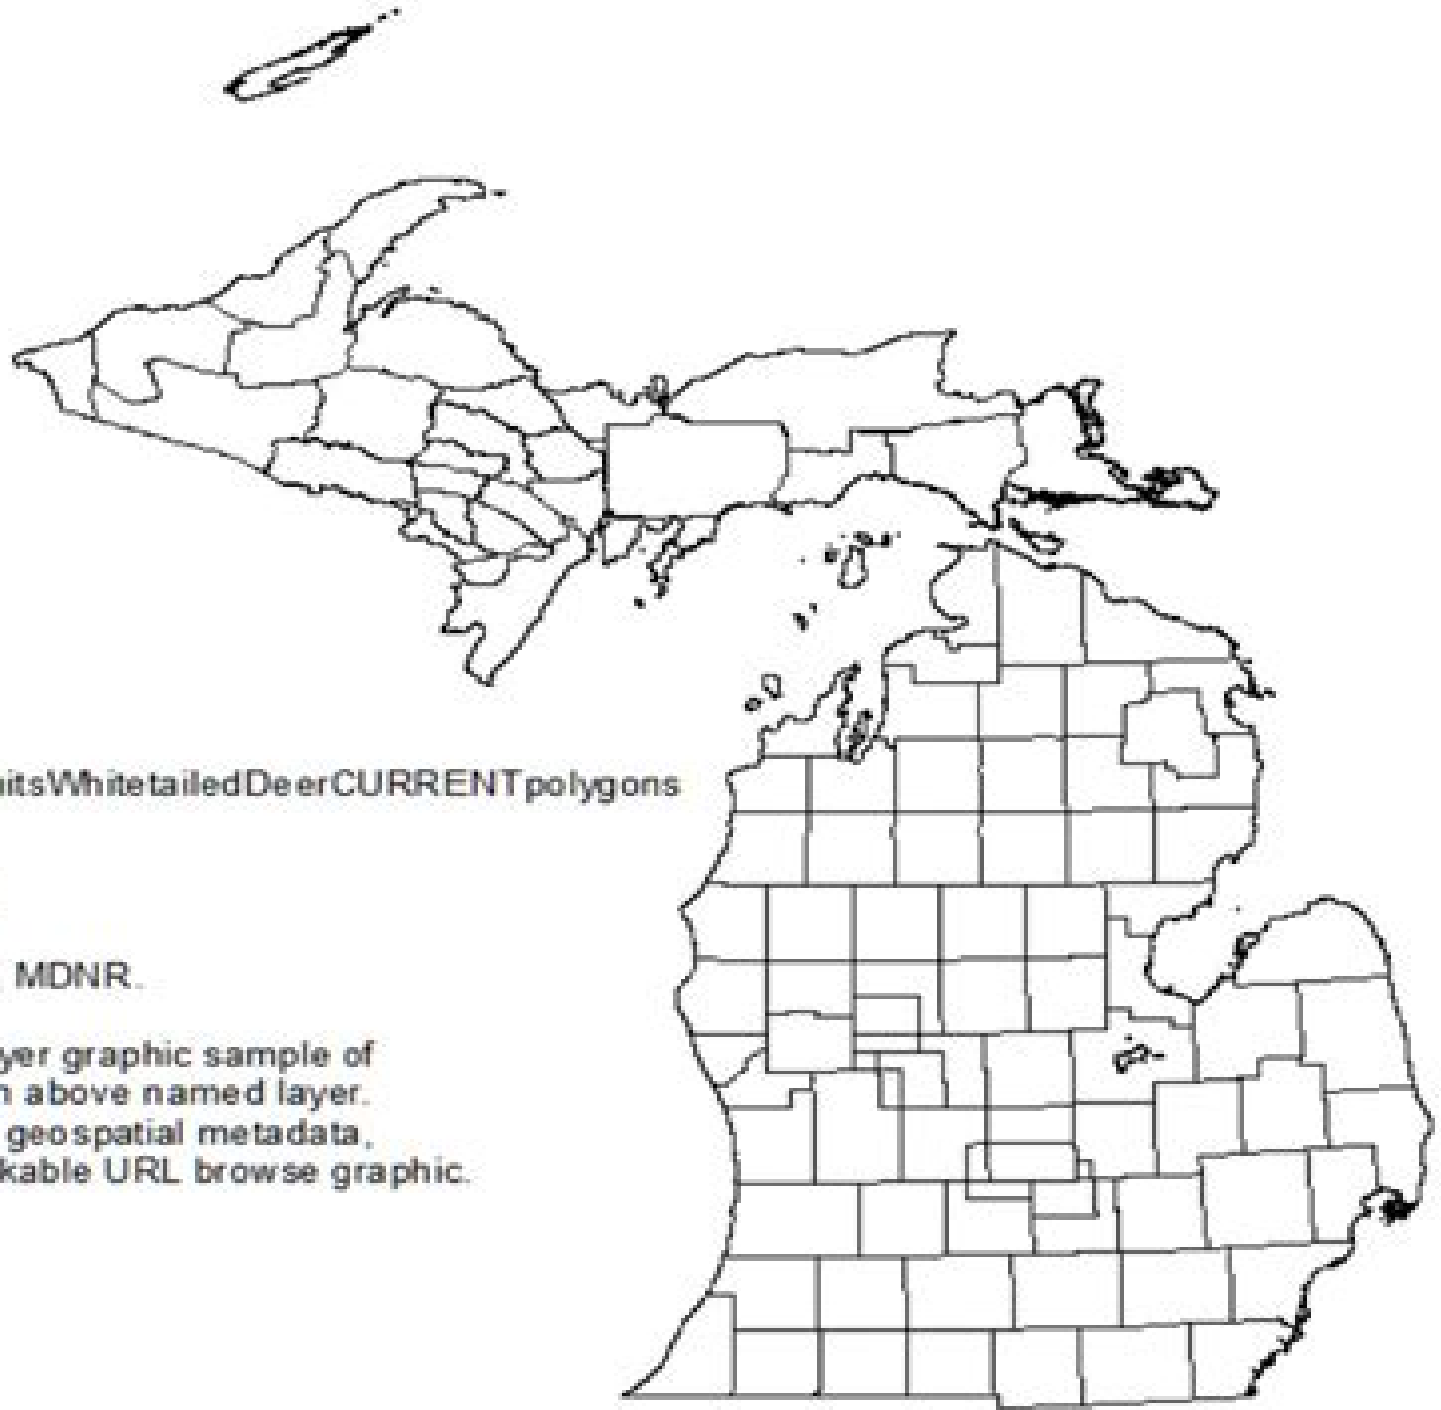 itsWhitetailedDeerCURRENTpolygons
MDNR.
yer graphic sample of
above named layer.
geospatial metadata,
kable URL browse graphic.